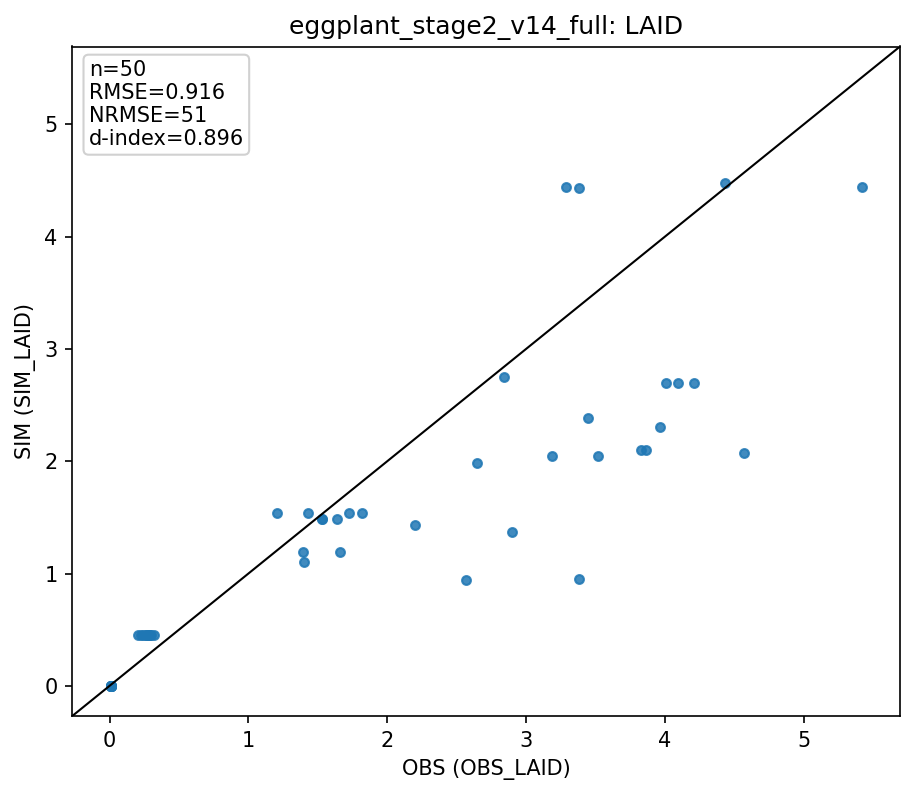 eggplant_stage2_v14_full: LAID
n=50
RMSE=0.916
NRMSE=51
d-index=0.896
5
4
3
2
1
0
SIM (SIM_LAID)
0 1 2 3 4 5
OBS (OBS_LAID)